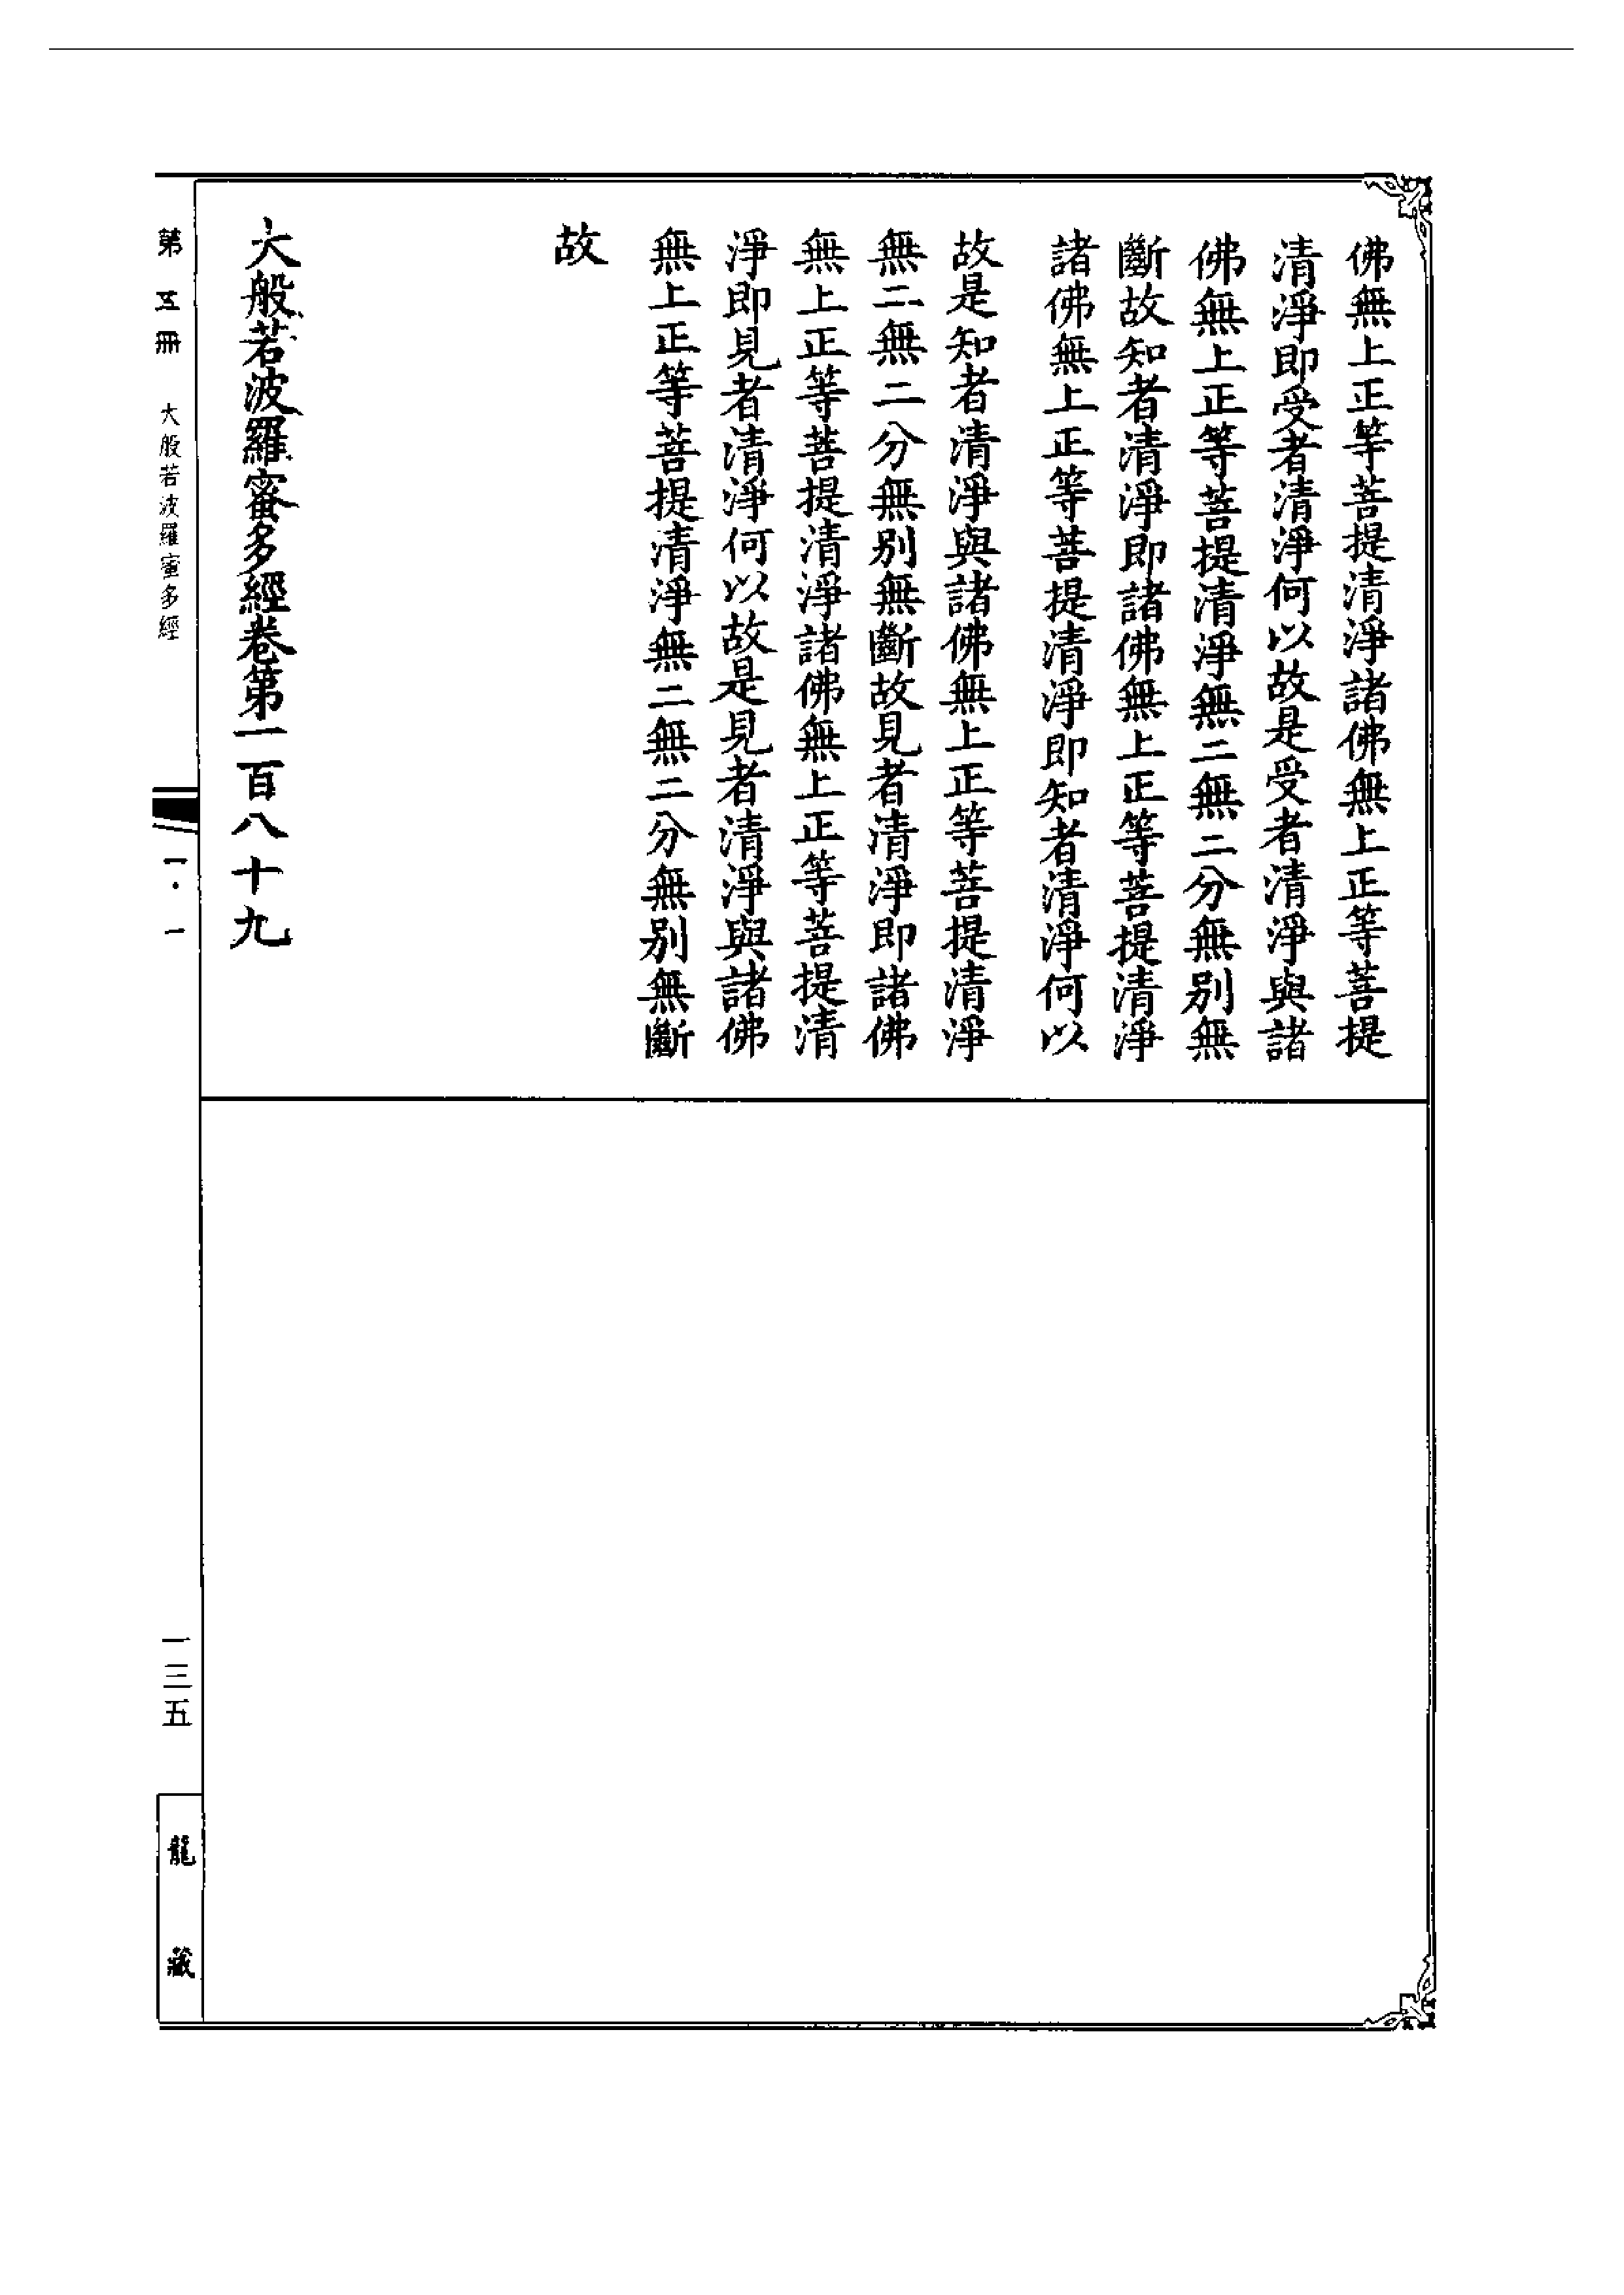 佛無上正等菩提清淨諸佛無上正等菩提
清淨即受者清淨何以故是受者清淨與諸
佛無上正等菩提清淨無二無二分無別無
斷故知者清淨即諸佛無上正等菩提清淨
諸佛無上正等菩提清淨即知者清淨何以
故是知者清淨與諸佛無上正等菩提清淨
無二無二分無別無斷故見者清淨即諸佛
無上正等菩提清淨諸佛無上正等菩提清
淨即見者清淨何以故是見者清淨與諸佛
無上正等菩提清淨無二無二分無別無斷
故
大般若波羅蜜多經卷第一百八十九
第五冊 大般若波羅蜜多經 一·一 一三五 龍藏